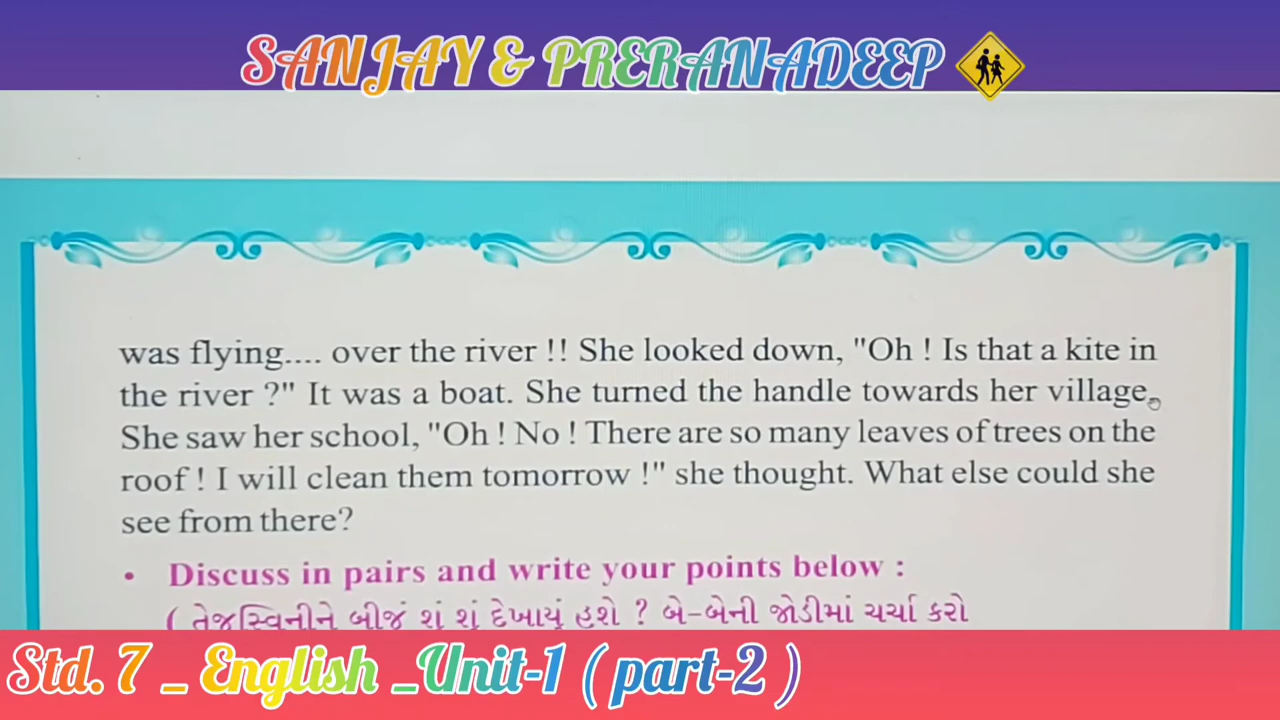 SANJAY & PRERANADEEP
was flying.... over the river !! She looked down, "Oh ! Is that a kite in
the river ?" It was a boat. She turned the handle towards her village.
She saw her school, "Oh ! No ! There are so many leaves of trees on the
roof ! I will clean them tomorrow !" she thought. What else could she
see from there?
• Discuss in pairs and write your points below :
( તેજસ્વિનીને બીજું શું શું દેખાયું હશે ? બે-બેની જોડીમાં ચર્ચા કરો
Std. 7 _ English _Unit-1 ( part-2 )